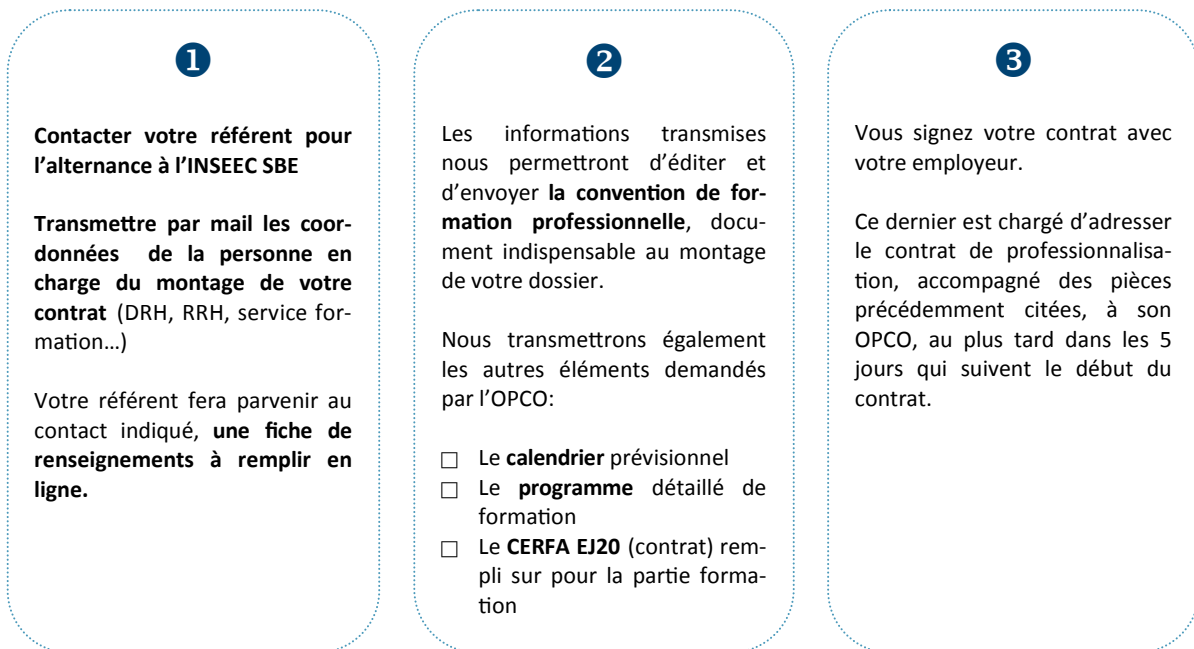 1
Contacter votre référent pour
l'alternance à l'INSEEC SBE
Transmettre par mail les coor-
données de la personne en
charge du montage de votre
contrat (DRH, RRH, service for-
mation…)
Votre référent fera parvenir au
contact indiqué, une fiche de
renseignements à remplir en
ligne.
2
Les informations transmises
nous permettront d'éditer et
d'envoyer la convention de for-
mation professionnelle, docu-
ment indispensable au montage
de votre dossier.
Nous transmettrons également
les autres éléments demandés
par l'OPCO:
□ Le calendrier prévisionnel
□ Le programme détaillé de
formation
□ Le CERFA EJ20 (contrat) rem-
pli sur pour la partie forma-
tion
3
Vous signez votre contrat avec
votre employeur.
Ce dernier est chargé d'adresser
le contrat de professionnalisa-
tion, accompagné des pièces
précédemment citées, à son
OPCO, au plus tard dans les 5
jours qui suivent le début du
contrat.